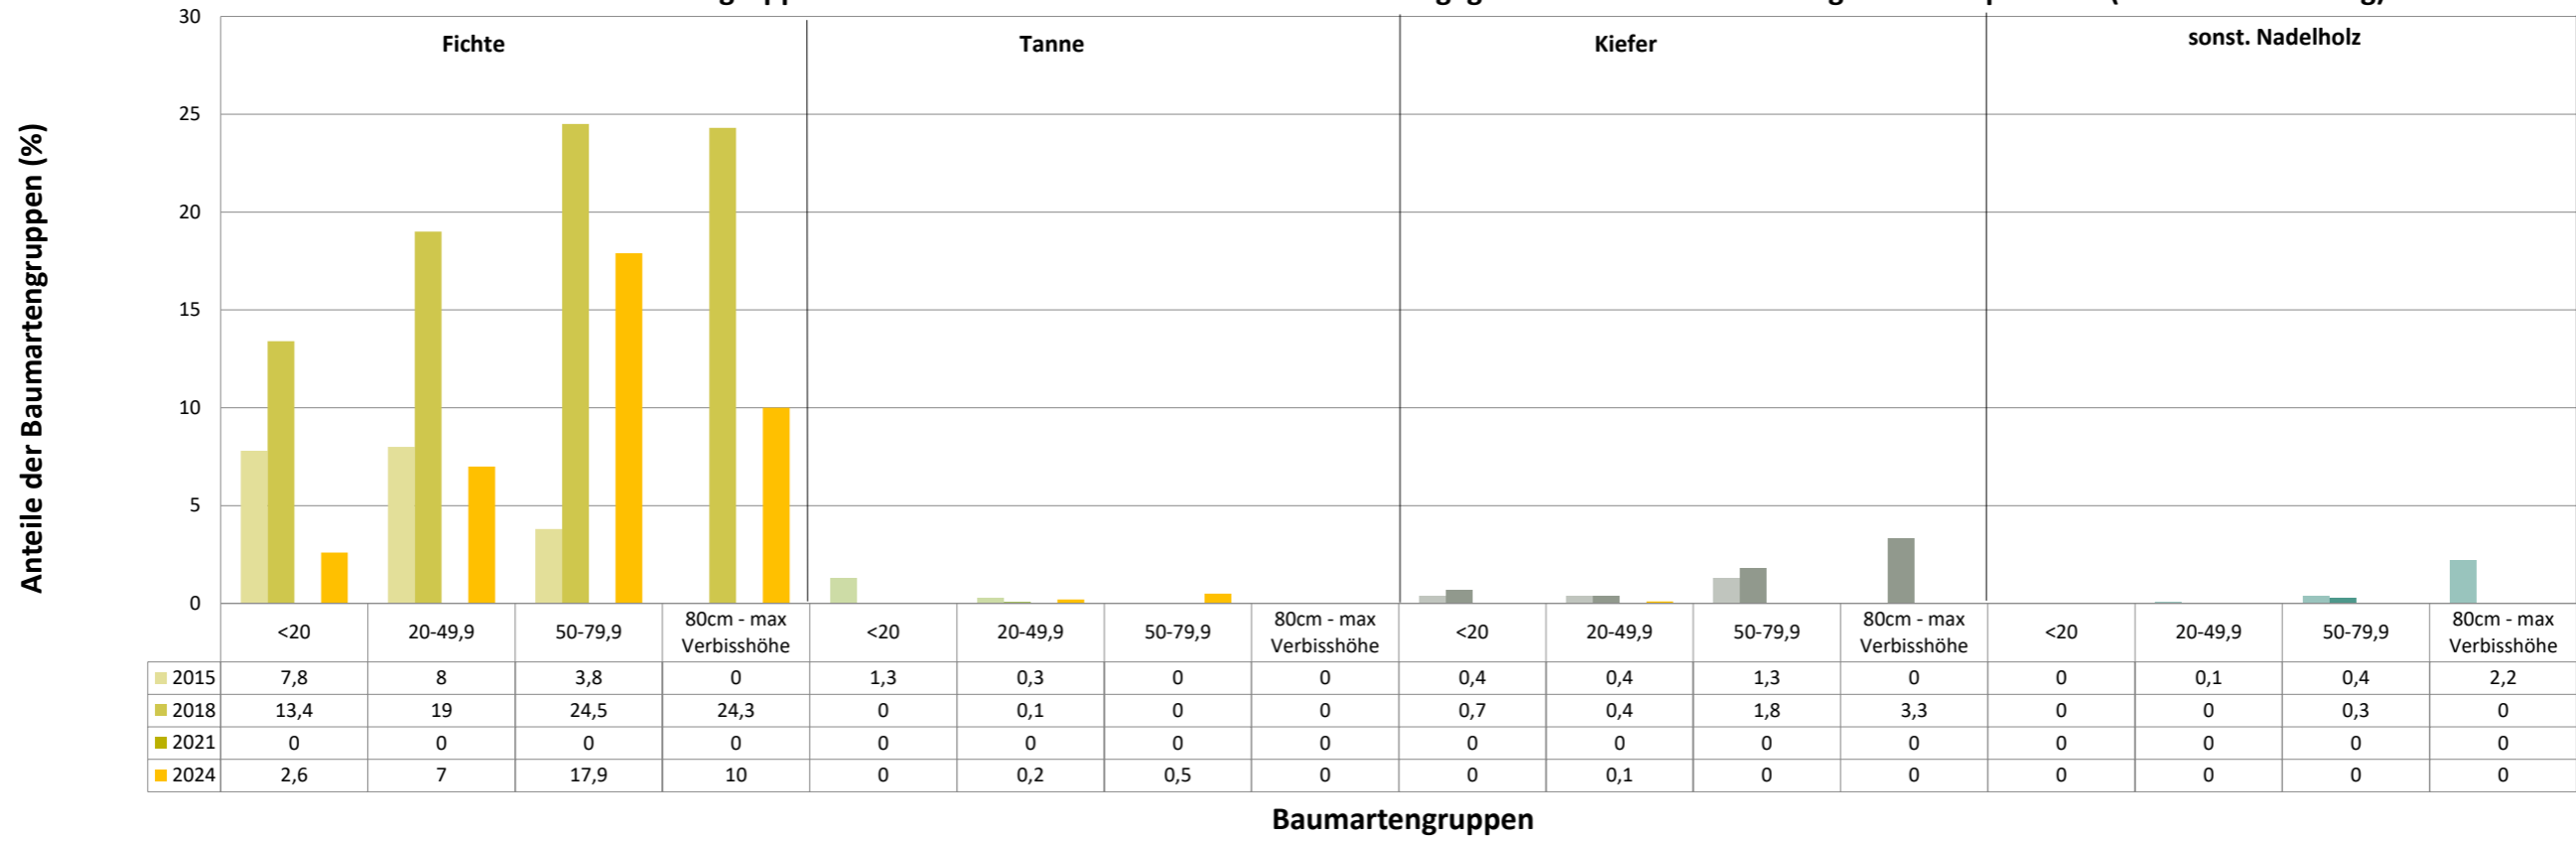 30
Fichte
Tanne
Kiefer
sonst. Nadelholz
25
20
15
10
5
0
Anteile der Baumartengruppen (%)
<20 20-49,9 50-79,9 80cm - max Verbisshöhe <20 20-49,9 50-79,9 80cm - max Verbisshöhe <20 20-49,9 50-79,9 80cm - max Verbisshöhe <20 20-49,9 50-79,9 80cm - max Verbisshöhe
2015 7,8 8 3,8 0 1,3 0,3 0 0 0,4 0,4 1,3 0 0 0,1 0,4 2,2
2018 13,4 19 24,5 24,3 0 0,1 0 0 0,7 0,4 1,8 3,3 0 0 0,3 0
2021 0 0 0 0 0 0 0 0 0 0 0 0 0 0 0 0
2024 2,6 7 17,9 10 0 0,2 0,5 0 0 0,1 0 0 0 0 0 0
Baumartengruppen